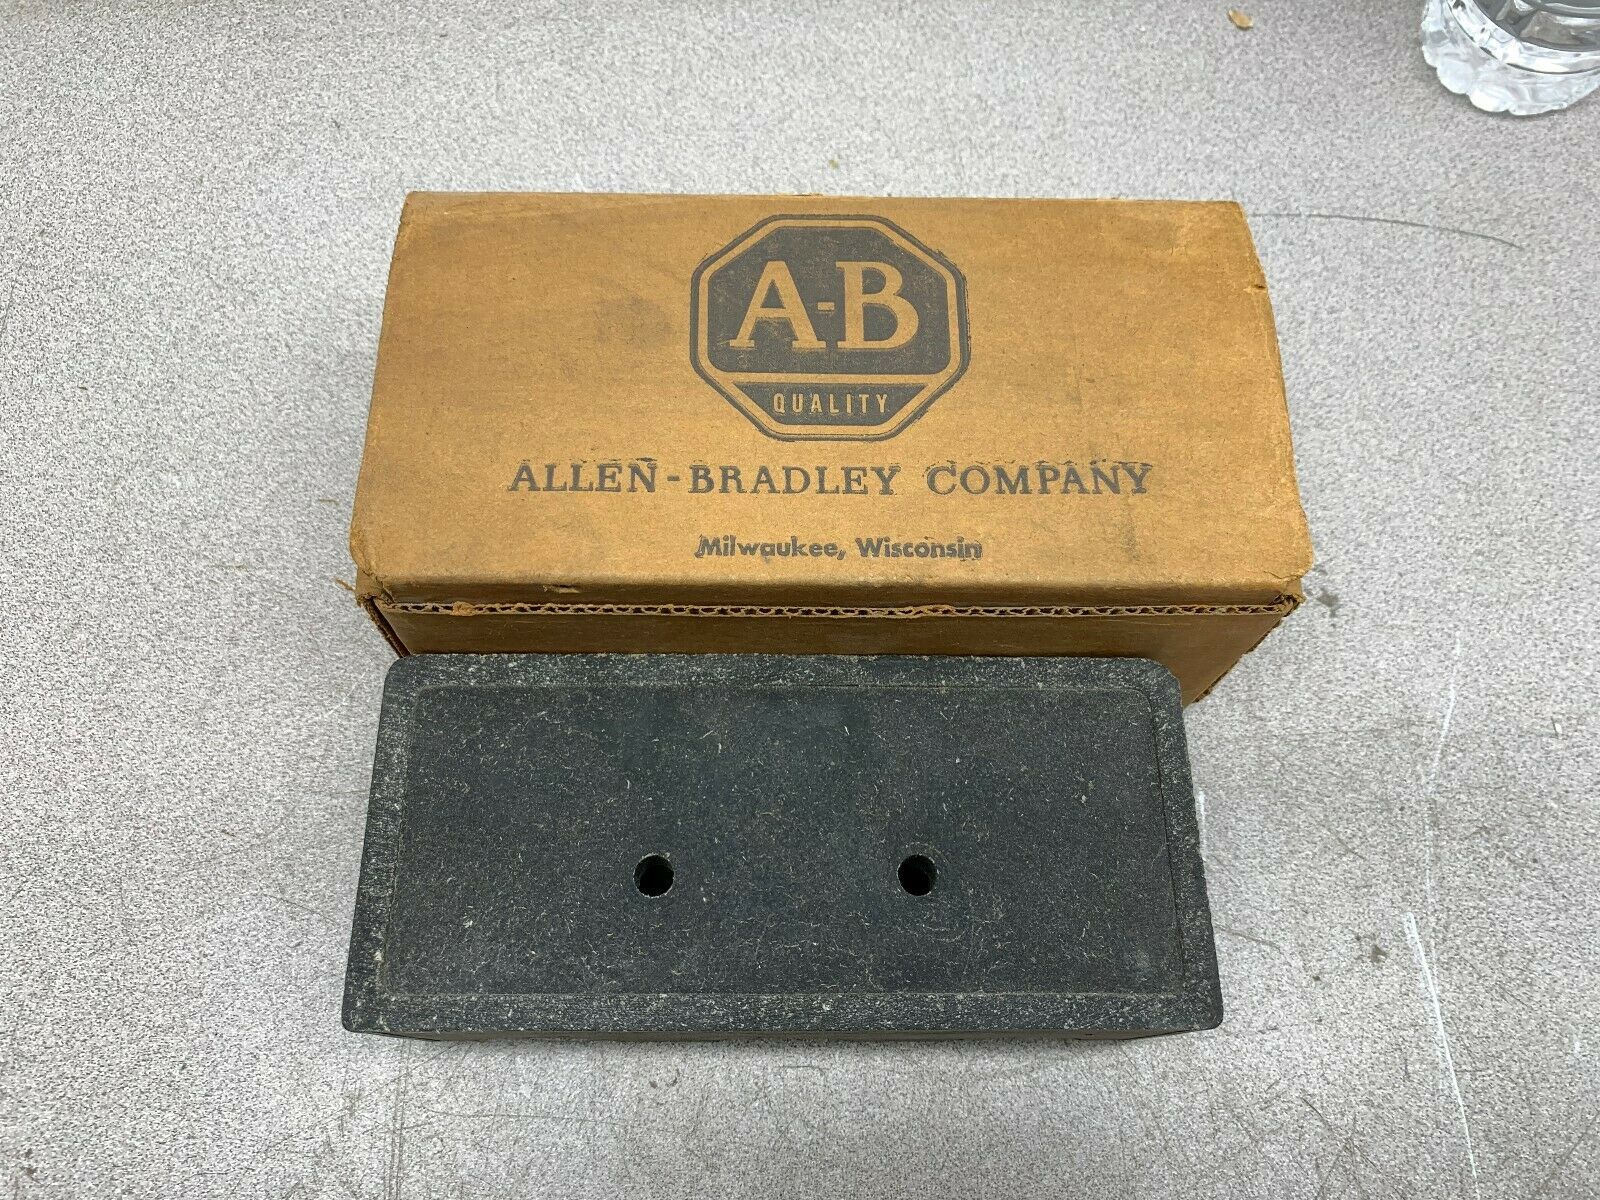 A-B
QUALITY
ALLEN-BRADLEY COMPANY
Milwaukee, Wisconsin